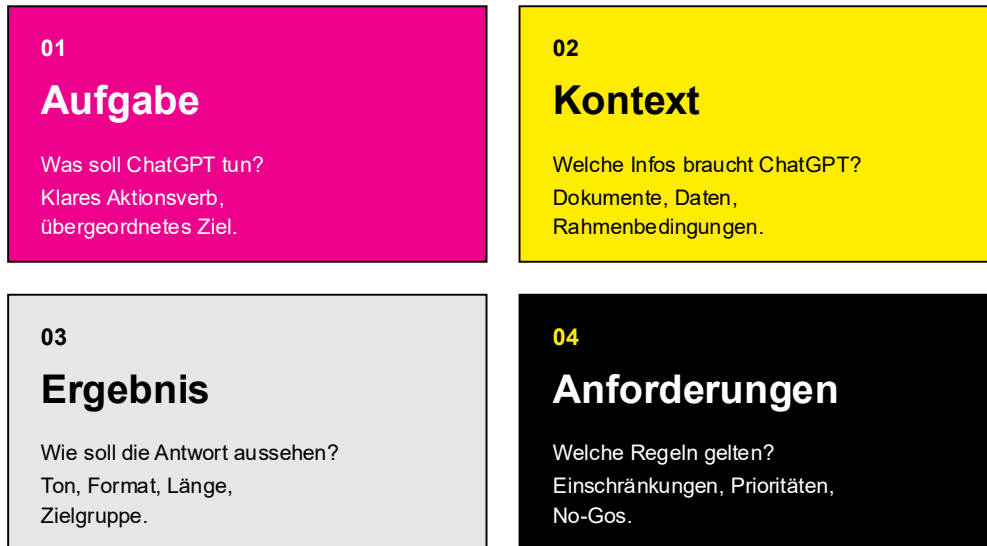 01
Aufgabe
Was soll ChatGPT tun?
Klares Aktionsverb,
übergeordnetes Ziel.
02
Kontext
Welche Infos braucht ChatGPT?
Dokumente, Daten,
Rahmenbedingungen.
03
Ergebnis
Wie soll die Antwort aussehen?
Ton, Format, Länge,
Zielgruppe.
04
Anforderungen
Welche Regeln gelten?
Einschränkungen, Prioritäten,
No-Gos.